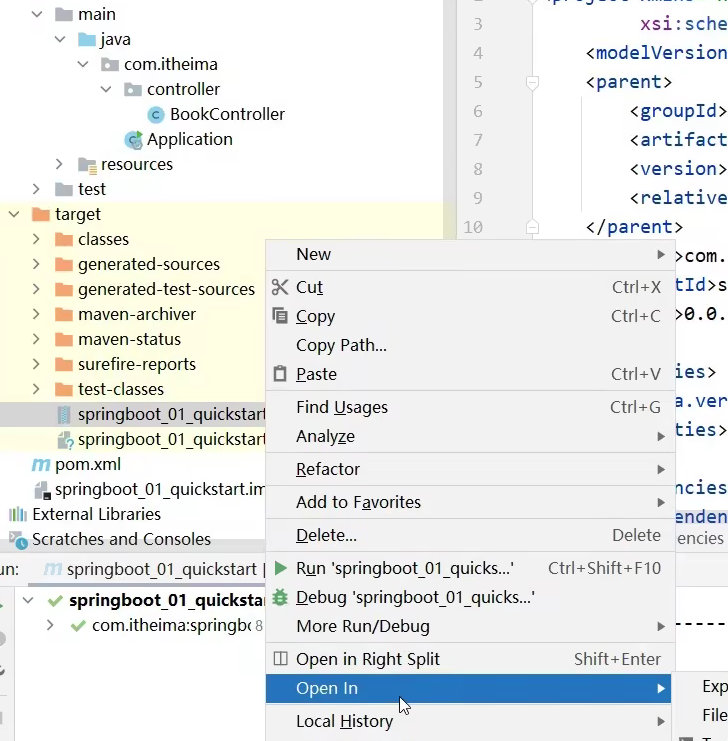 main
java
com.itheima
controller
BookController
Application
resources
test
target
classes
generated-sources
generated-test-sources
maven-archiver
maven-status
surefire-reports
test-classes
springboot_01_quickstart
springboot_01_quickstart
pom.xml
springboot_01_quickstart.im
External Libraries
Scratches and Consoles
un:
springboot_01_quickstart
springboot_01_quicksta
com.itheima:springbo 8
3
4
5
6
7
8
9
10
xsi:sche
<modelVersion
<parent>
<groupId>
<artifact
<version>
<relative
</parent>
>com.
tId>s
>0.0.
ies>
a.ver
ties>
ncies
enden
encies
New
Cut Ctrl+X
Copy Ctrl+C
Copy Path...
Paste Ctrl+V
Find Usages Ctrl+G
Analyze
Refactor
Add to Favorites
Delete... Delete
Run 'springboot_01_quicks...' Ctrl+Shift+F10
Debug 'springboot_01_quicks...'
More Run/Debug
Open in Right Split Shift+Enter
Open In
Local History
Exp
File